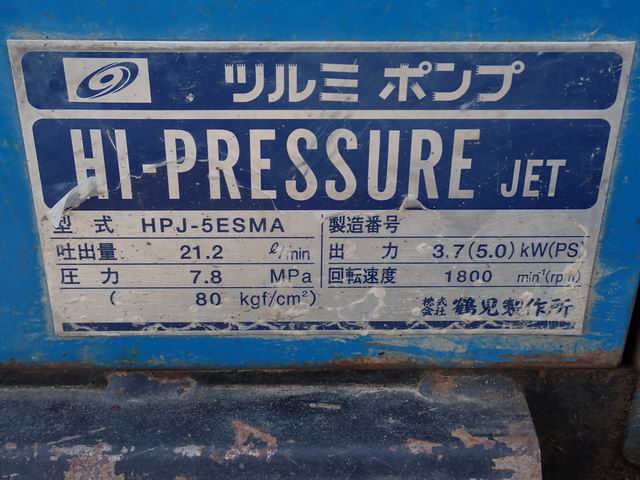 ツルミポンプ
HI-PRESSURE JET
型式 HPJ-5ESMA 製造番号
吐出量 21.2 ℓ/min 出力 3.7(5.0) kW(PS)
圧力 7.8 MPa 回転速度 1800 min⁻¹(rpm)
( 80 kgf/cm²) 株式会社 鶴見製作所